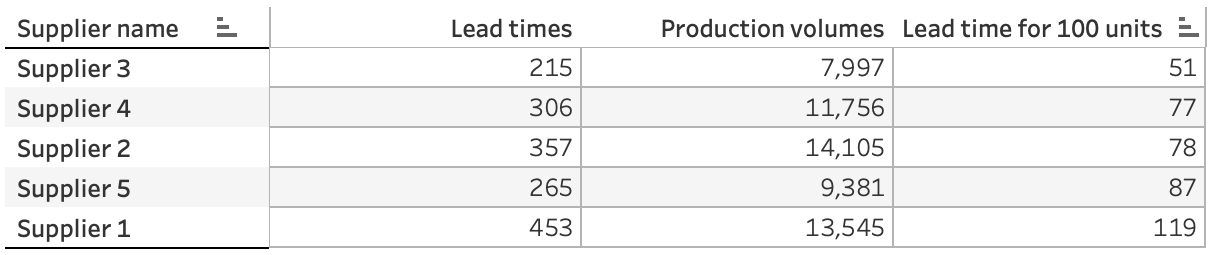 Supplier name Lead times Production volumes Lead time for 100 units
Supplier 3 215 7,997 51
Supplier 4 306 11,756 77
Supplier 2 357 14,105 78
Supplier 5 265 9,381 87
Supplier 1 453 13,545 119